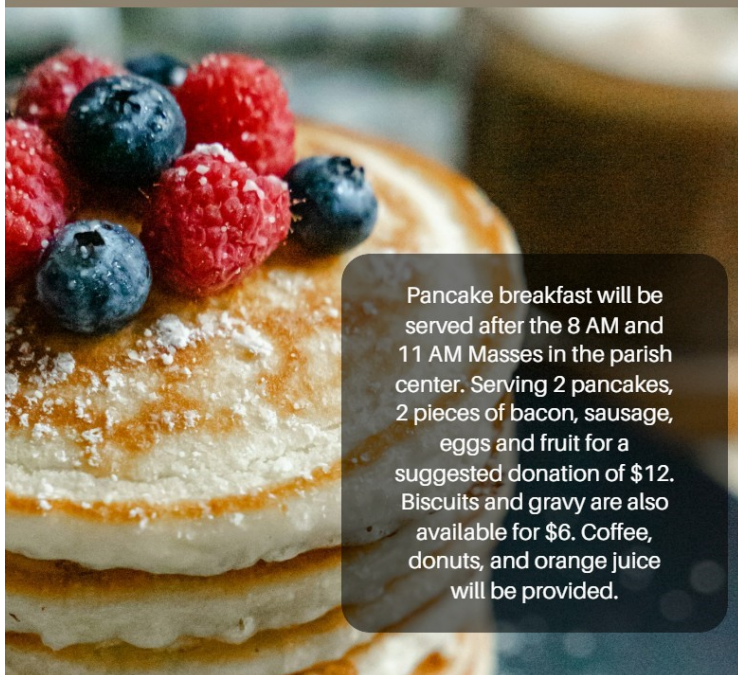 Pancake breakfast will be
served after the 8 AM and
11 AM Masses in the parish
center. Serving 2 pancakes,
2 pieces of bacon, sausage,
eggs and fruit for a
suggested donation of $12.
Biscuits and gravy are also
available for $6. Coffee,
donuts, and orange juice
will be provided.